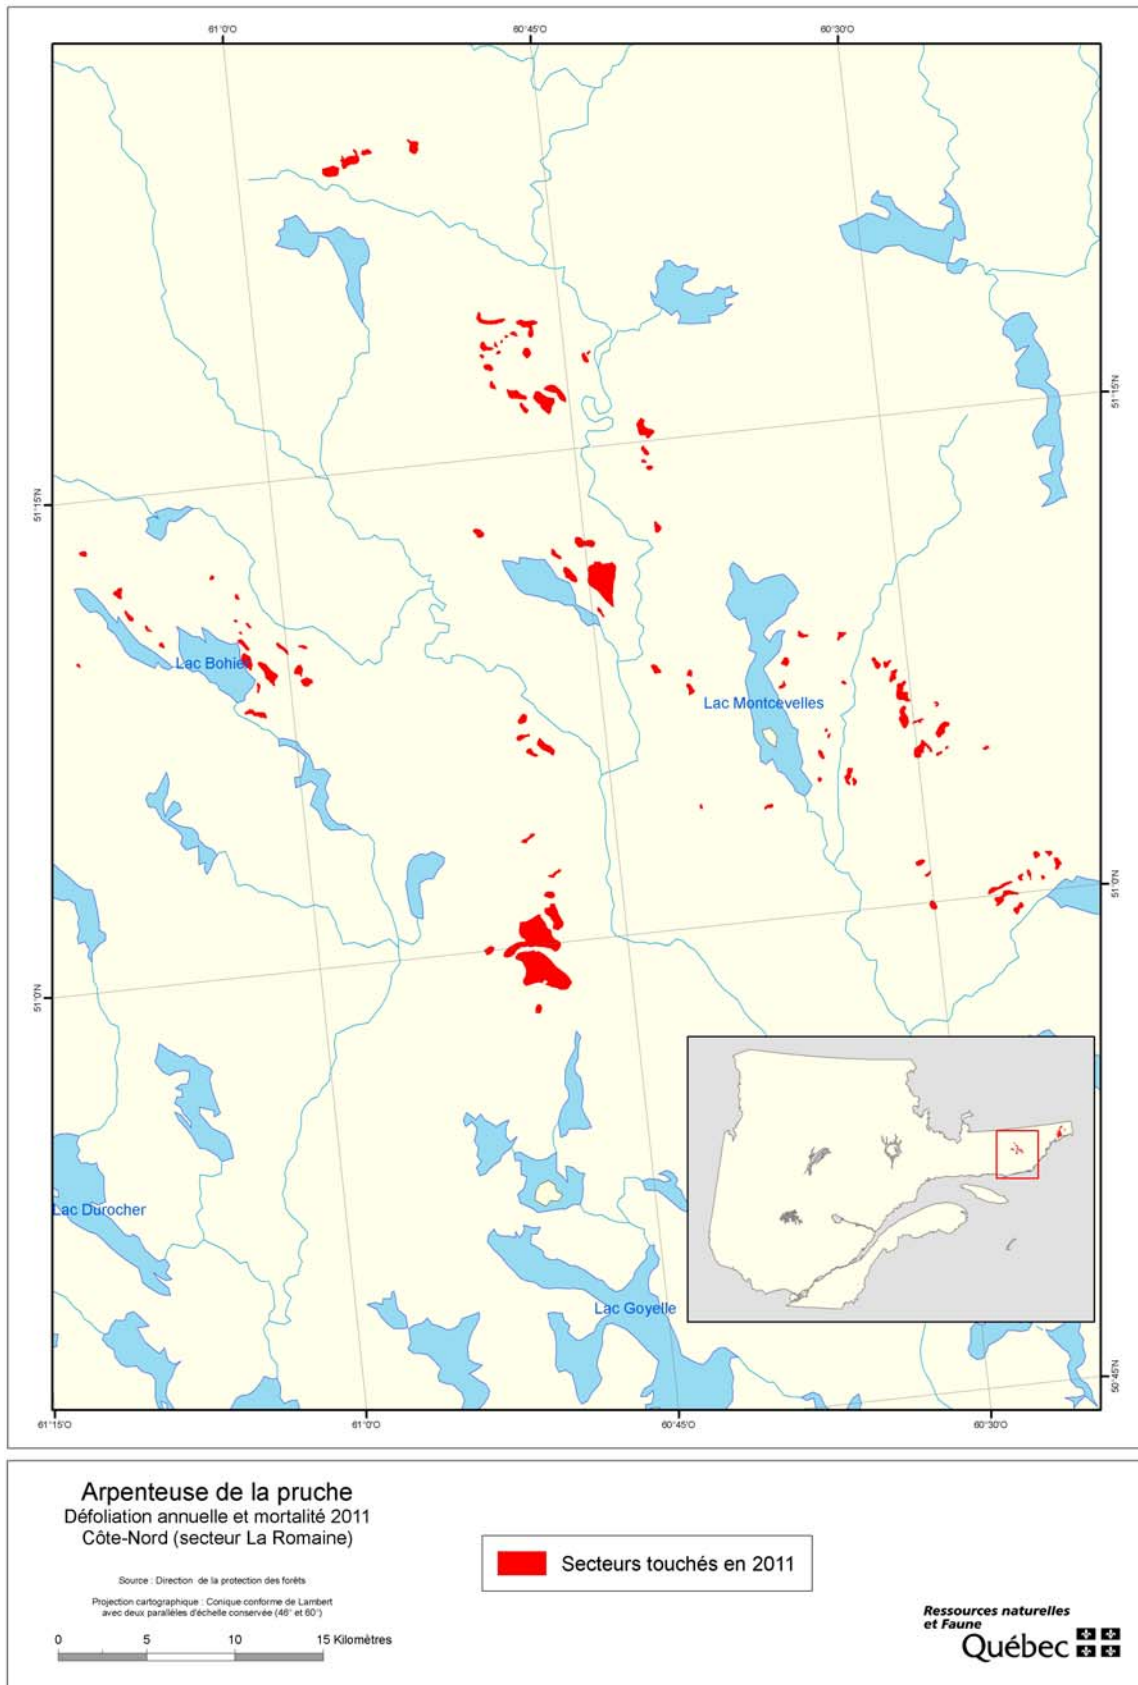 61°0'O
60°45'O
60°30'O
51°15'N
51°15'N
Lac Bohier
Lac Montcevelles
51°0'N
51°0'N
Lac Durocher
Lac Goyelle
50°45'N
61°15'O
61°0'O
60°45'O
60°30'O
Arpenteuse de la pruche
Défoliation annuelle et mortalité 2011
Côte-Nord (secteur La Romaine)
Source : Direction de la protection des forêts
Projection cartographique : Conique conforme de Lambert
avec deux parallèles d'échelle conservée (46° et 60°)
0 5 10 15 Kilomètres
Secteurs touchés en 2011
Ressources naturelles
et Faune
Québec